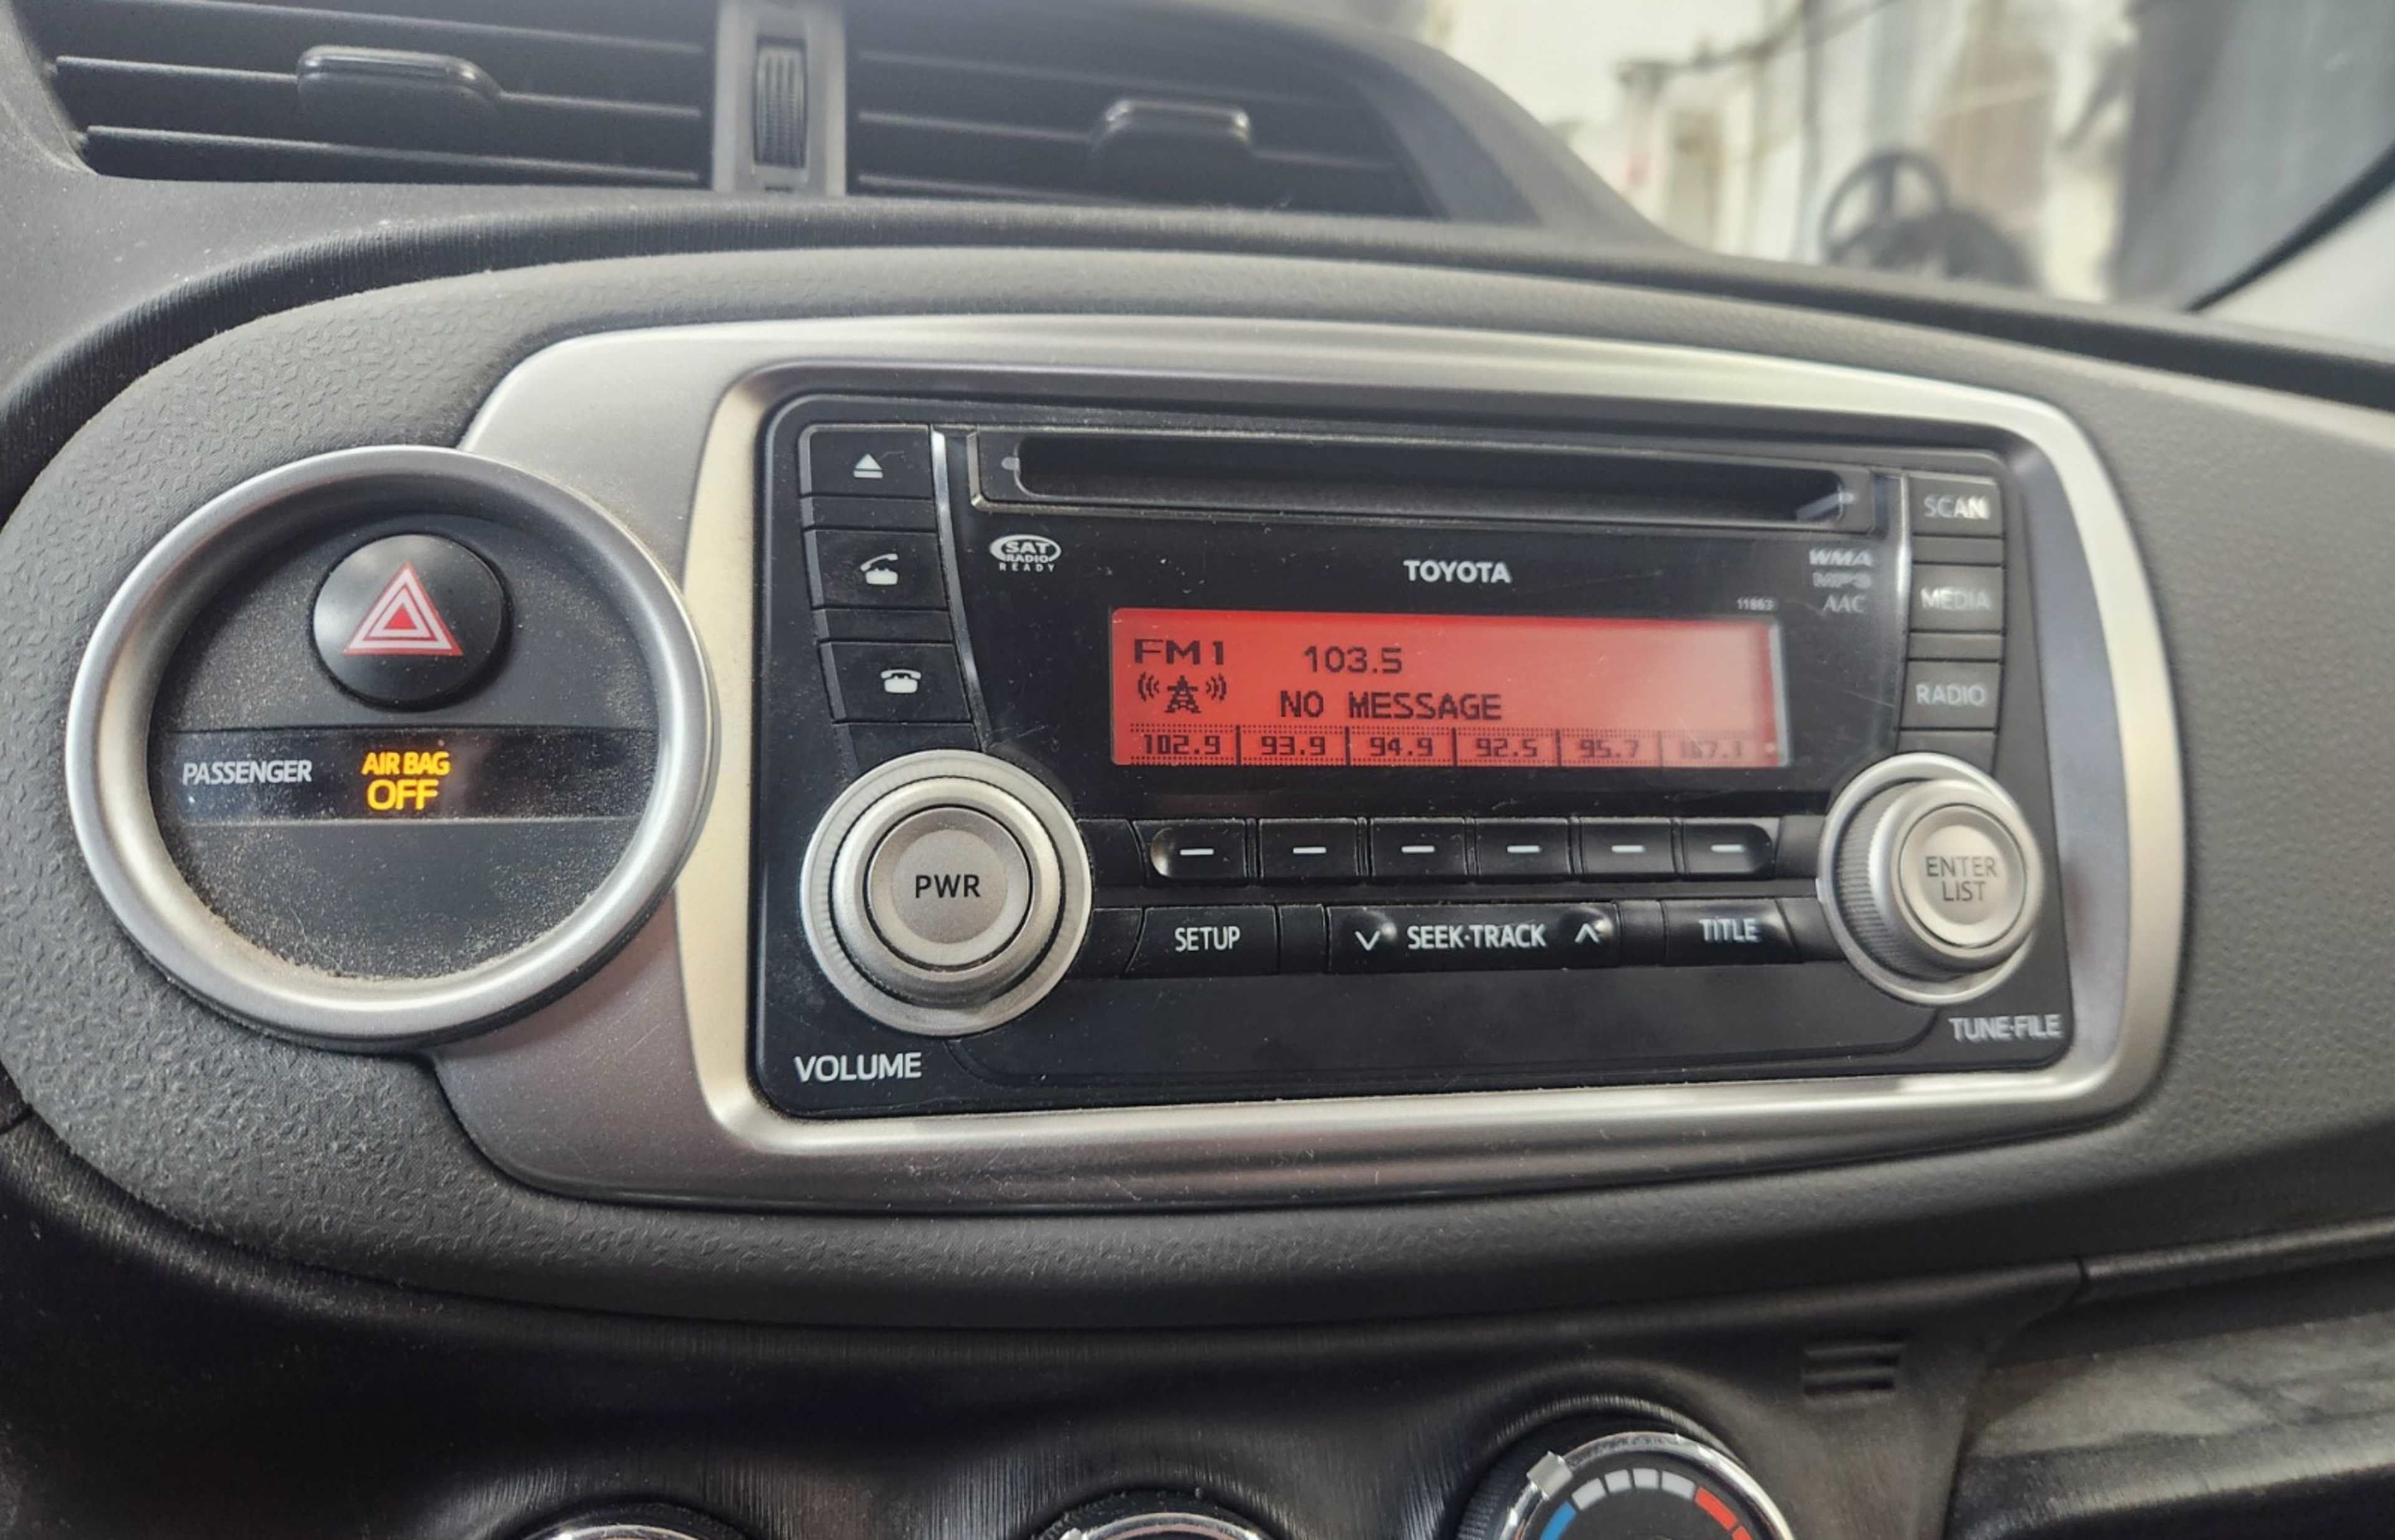 SAT
RADIO
READY
TOYOTA
11863
WMA
MP3
AAC
SCAN
MEDIA
RADIO
FM1 103.5
NO MESSAGE
102.9 93.9 94.9 92.5 95.7
PASSENGER
AIR BAG
OFF
PWR
VOLUME
SETUP
SEEK·TRACK
TITLE
ENTER
LIST
TUNE·FILE